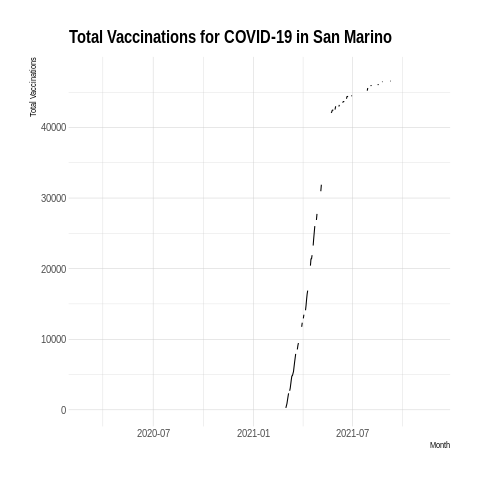 Total Vaccinations for COVID-19 in San Marino
Total Vaccinations
40000
30000
20000
10000
0
2020-07 2021-01 2021-07
Month